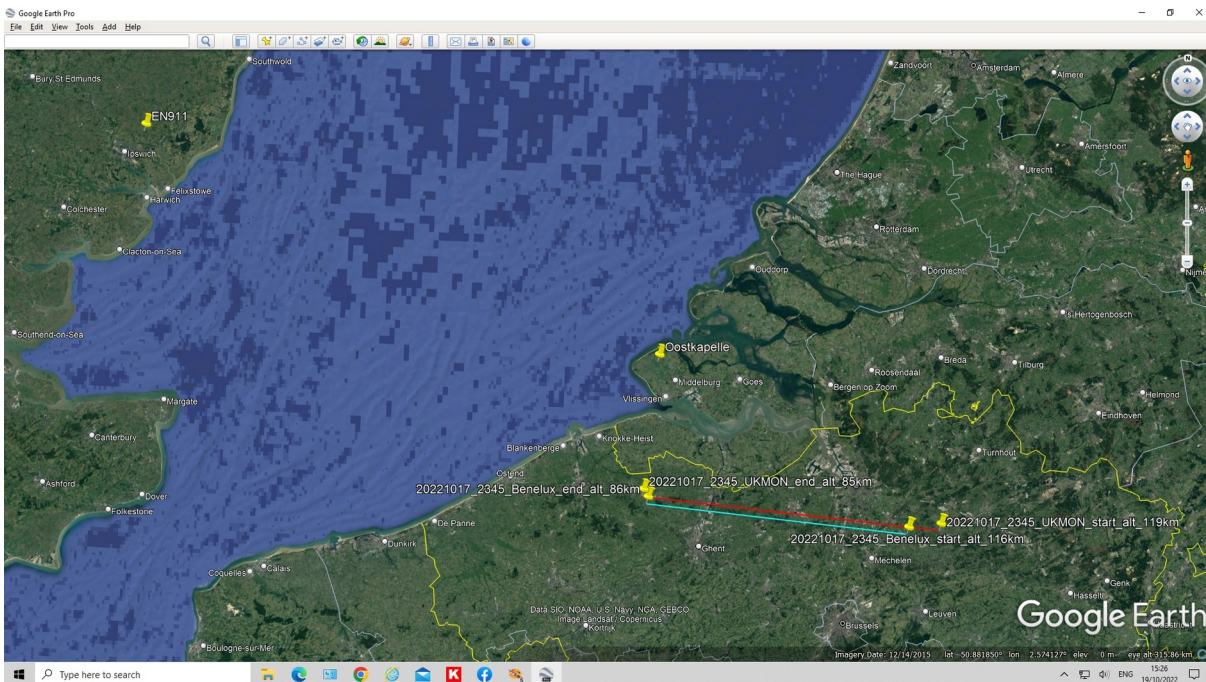 Google Earth Pro
File Edit View Tools Add Help
Southwold
Zandvoort
Amsterdam
Almere
Bury St Edmunds
EN911
Ipswich
Amersfoort
The Hague
Utrecht
Felixstowe
Harwich
Colchester
Rotterdam
Clacton-on-Sea
Ouddorp
Dordrecht
s-Hertogenbosch
Southend-on-Sea
Oostkapelle
Breda
Tilburg
Roosendaal
Middelburg
Goes
Bergen op Zoom
Vlissingen
Helmond
Margate
Eindhoven
Canterbury
Knokke-Heist
Blankenberge
Turnhout
Ostend
Ashford
20221017_2345_UKMON_end_alt_85km
20221017_2345_Benelux_end_alt_86km
Dover
Folkestone
De Panne
20221017_2345_UKMON_start_alt_119km
20221017_2345_Benelux_start_alt_116km
Dunkirk
Ghent
Mechelen
Calais
Coquelles
Genk
Hasselt
Data SIO, NOAA, U.S. Navy, NGA, GEBCO
Image Landsat / Copernicus
Kortrijk
Leuven
Brussels
Google Earth
Boulogne-sur-Mer
Imagery Date: 12/14/2015 lat 50.881850° lon 2.574127° elev 0 m eye alt 315.86 km
Type here to search
ENG
15:26
19/10/2022